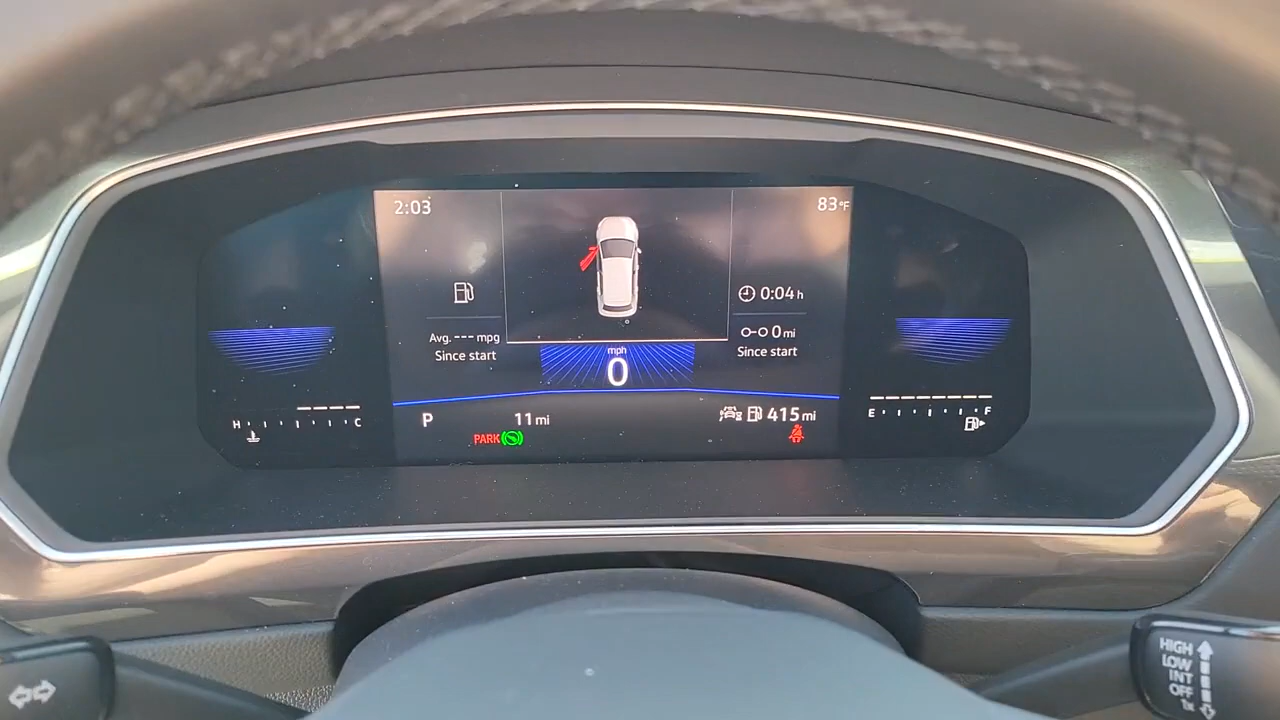 2:03
83°F
0:04 h
Avg. --- mpg
Since start
0 mi
Since start
mph
0
P
11 mi
415 mi
PARK
H
C
E
F
HIGH
LOW
INT
OFF
1x